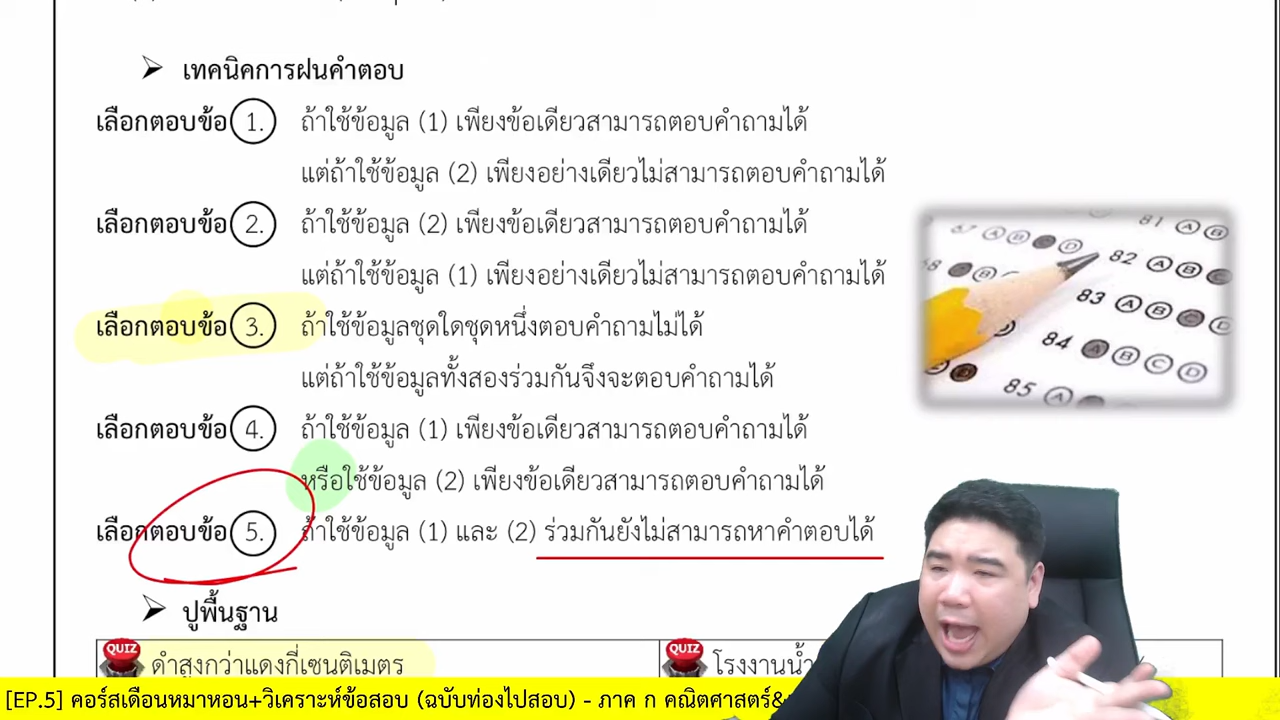 ➤ เทคนิคการฝนคำตอบ
เลือกตอบข้อ 1. ถ้าใช้ข้อมูล (1) เพียงข้อเดียวสามารถตอบคำถามได้
แต่ถ้าใช้ข้อมูล (2) เพียงอย่างเดียวไม่สามารถตอบคำถามได้
เลือกตอบข้อ 2. ถ้าใช้ข้อมูล (2) เพียงข้อเดียวสามารถตอบคำถามได้
แต่ถ้าใช้ข้อมูล (1) เพียงอย่างเดียวไม่สามารถตอบคำถามได้
เลือกตอบข้อ 3. ถ้าใช้ข้อมูลชุดใดชุดหนึ่งตอบคำถามไม่ได้
แต่ถ้าใช้ข้อมูลทั้งสองร่วมกันจึงจะตอบคำถามได้
เลือกตอบข้อ 4. ถ้าใช้ข้อมูล (1) เพียงข้อเดียวสามารถตอบคำถามได้
หรือใช้ข้อมูล (2) เพียงข้อเดียวสามารถตอบคำถามได้
เลือกตอบข้อ 5. ถ้าใช้ข้อมูล (1) และ (2) ร่วมกันยังไม่สามารถหาคำตอบได้
81 A B
67 A B D
82 A B
68 B
83 A B C D
84 A B C D
85 A
➤ ปูพื้นฐาน
QUIZ ดำสูงกว่าแดงกี่เซนติเมตร
QUIZ โรงงานน้ำ
[EP.5] คอร์สเดือนหมาหอน+วิเคราะห์ข้อสอบ (ฉบับท่องไปสอบ) - ภาค ก คณิตศาสตร์&